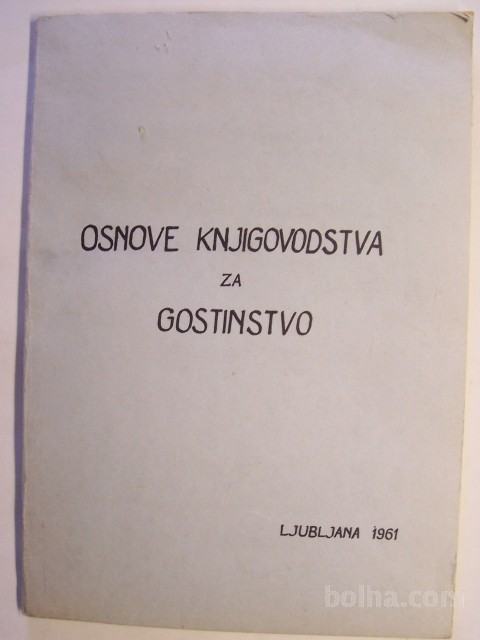 OSNOVE KNJIGOVODSTVA
ZA
GOSTINSTVO
LJUBLJANA 1961
bolha.com